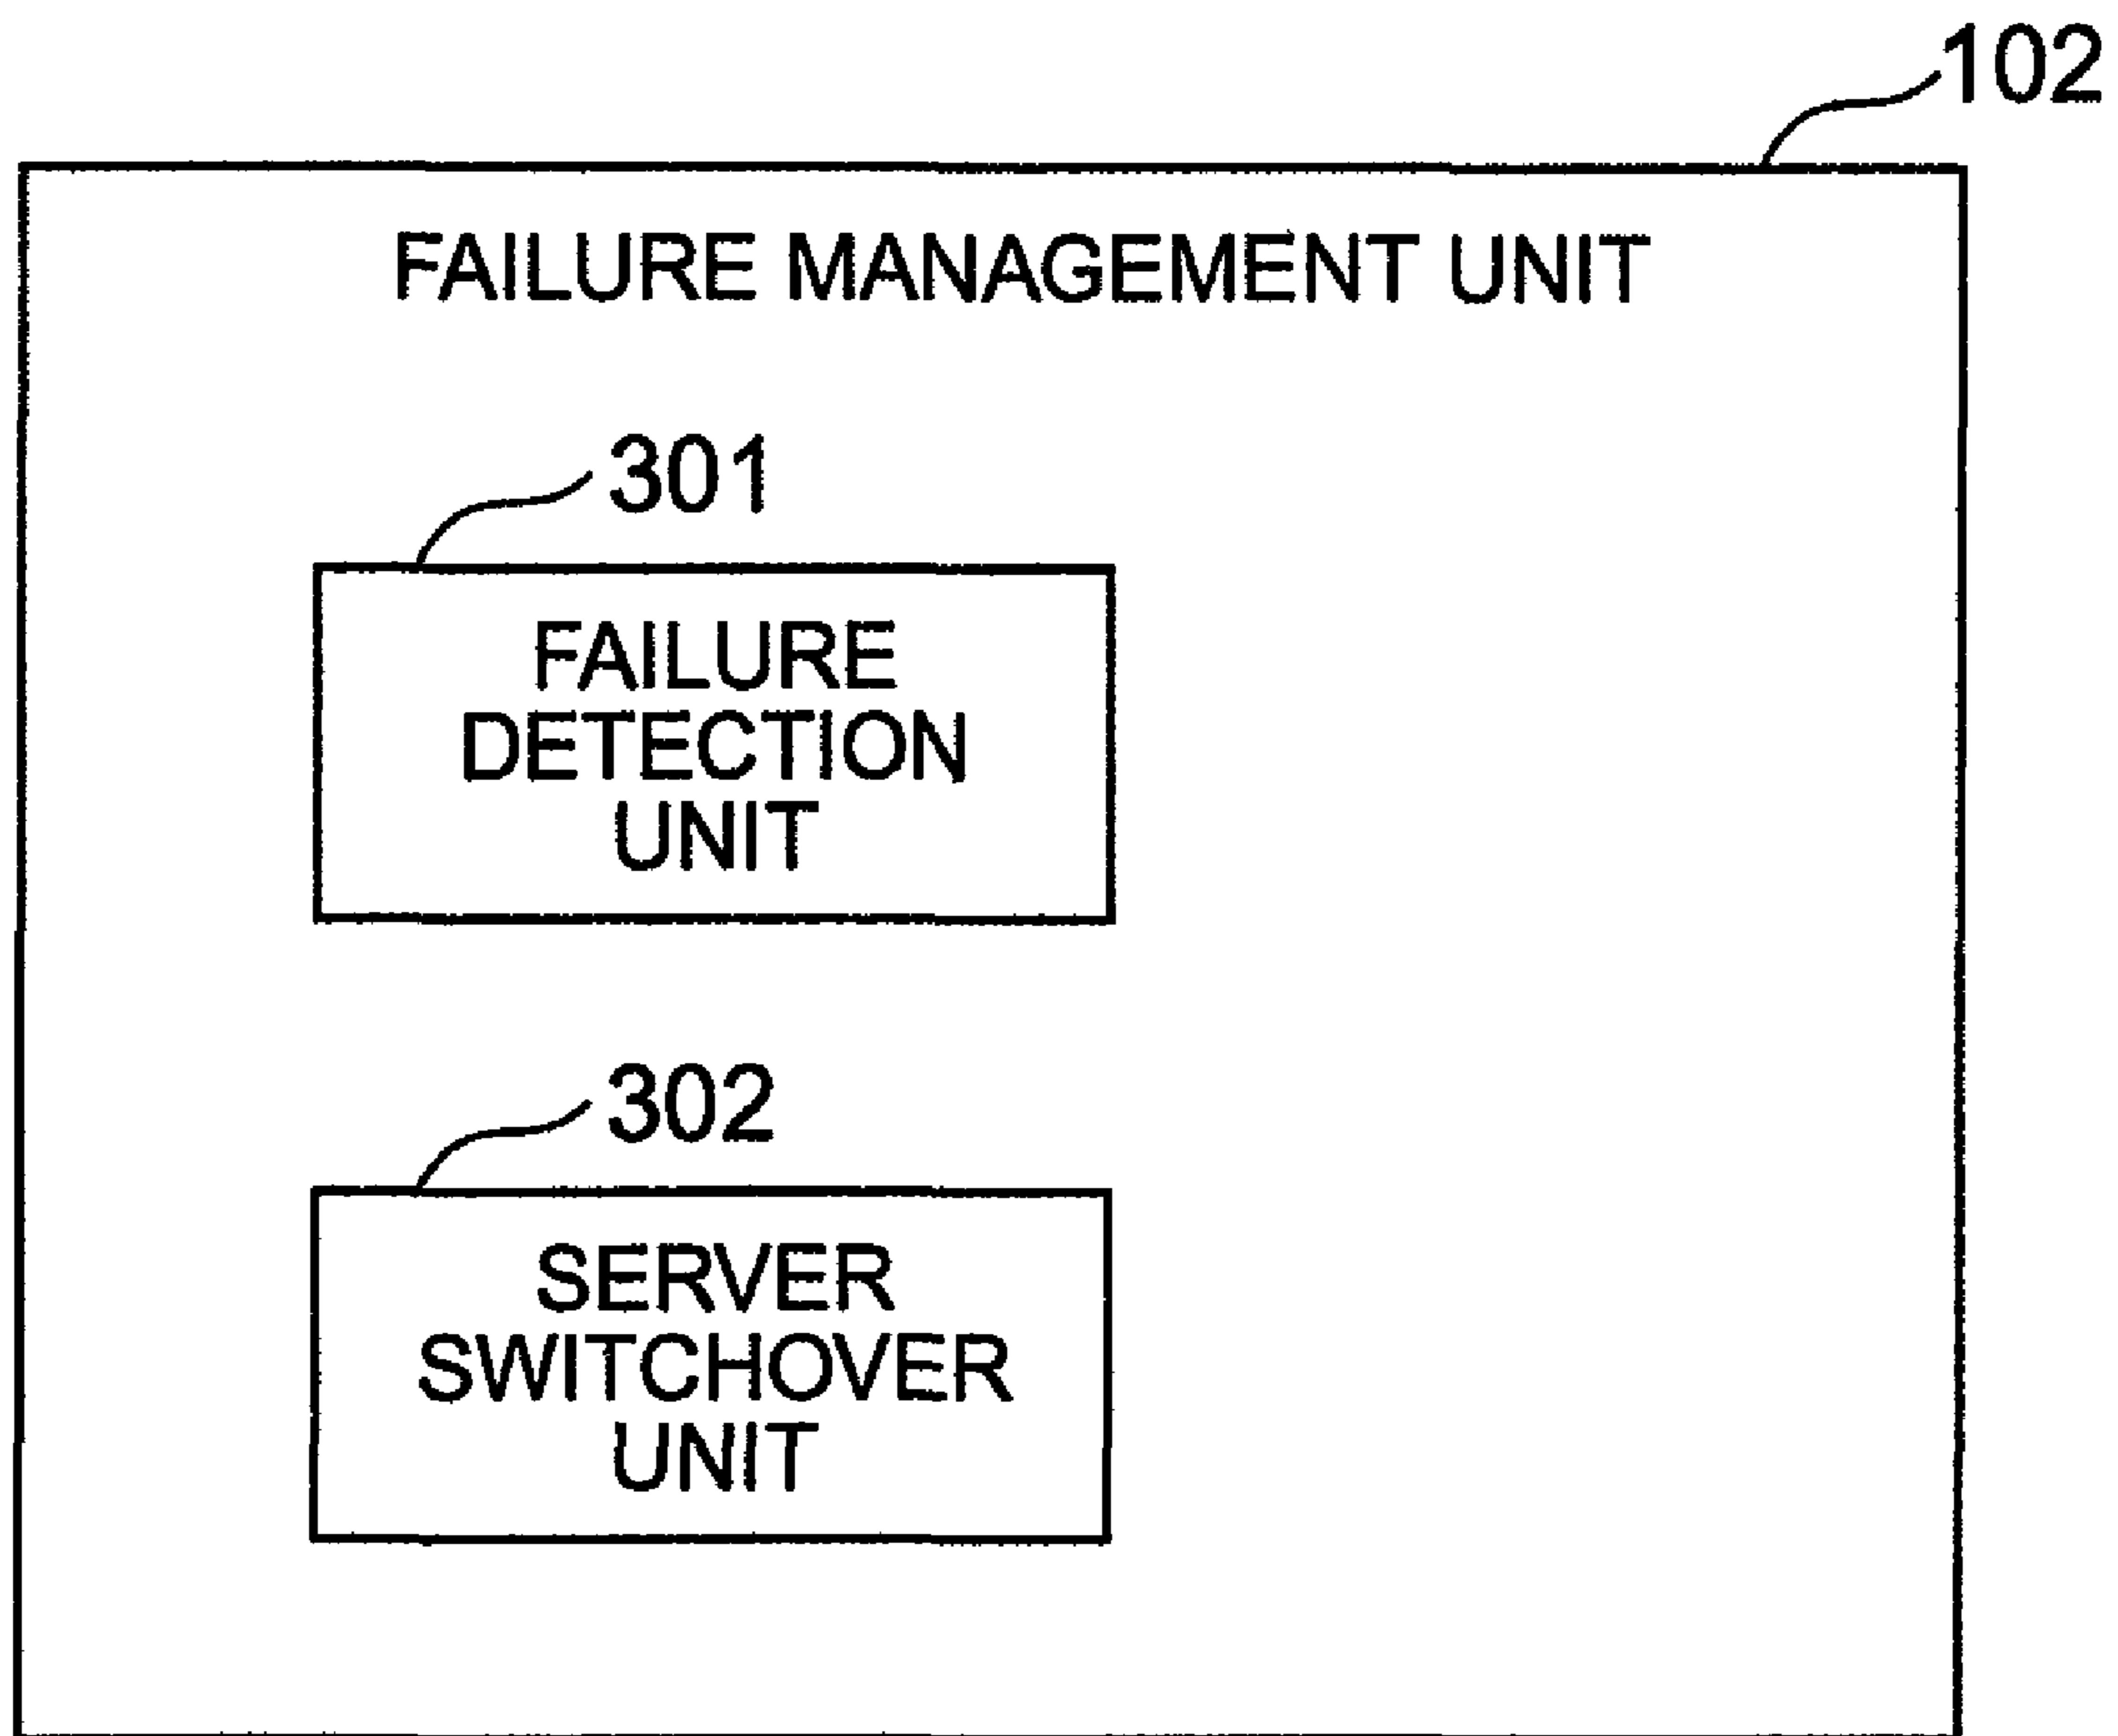 102
FAILURE MANAGEMENT UNIT
301
FAILURE
DETECTION
UNIT
302
SERVER
SWITCHOVER
UNIT